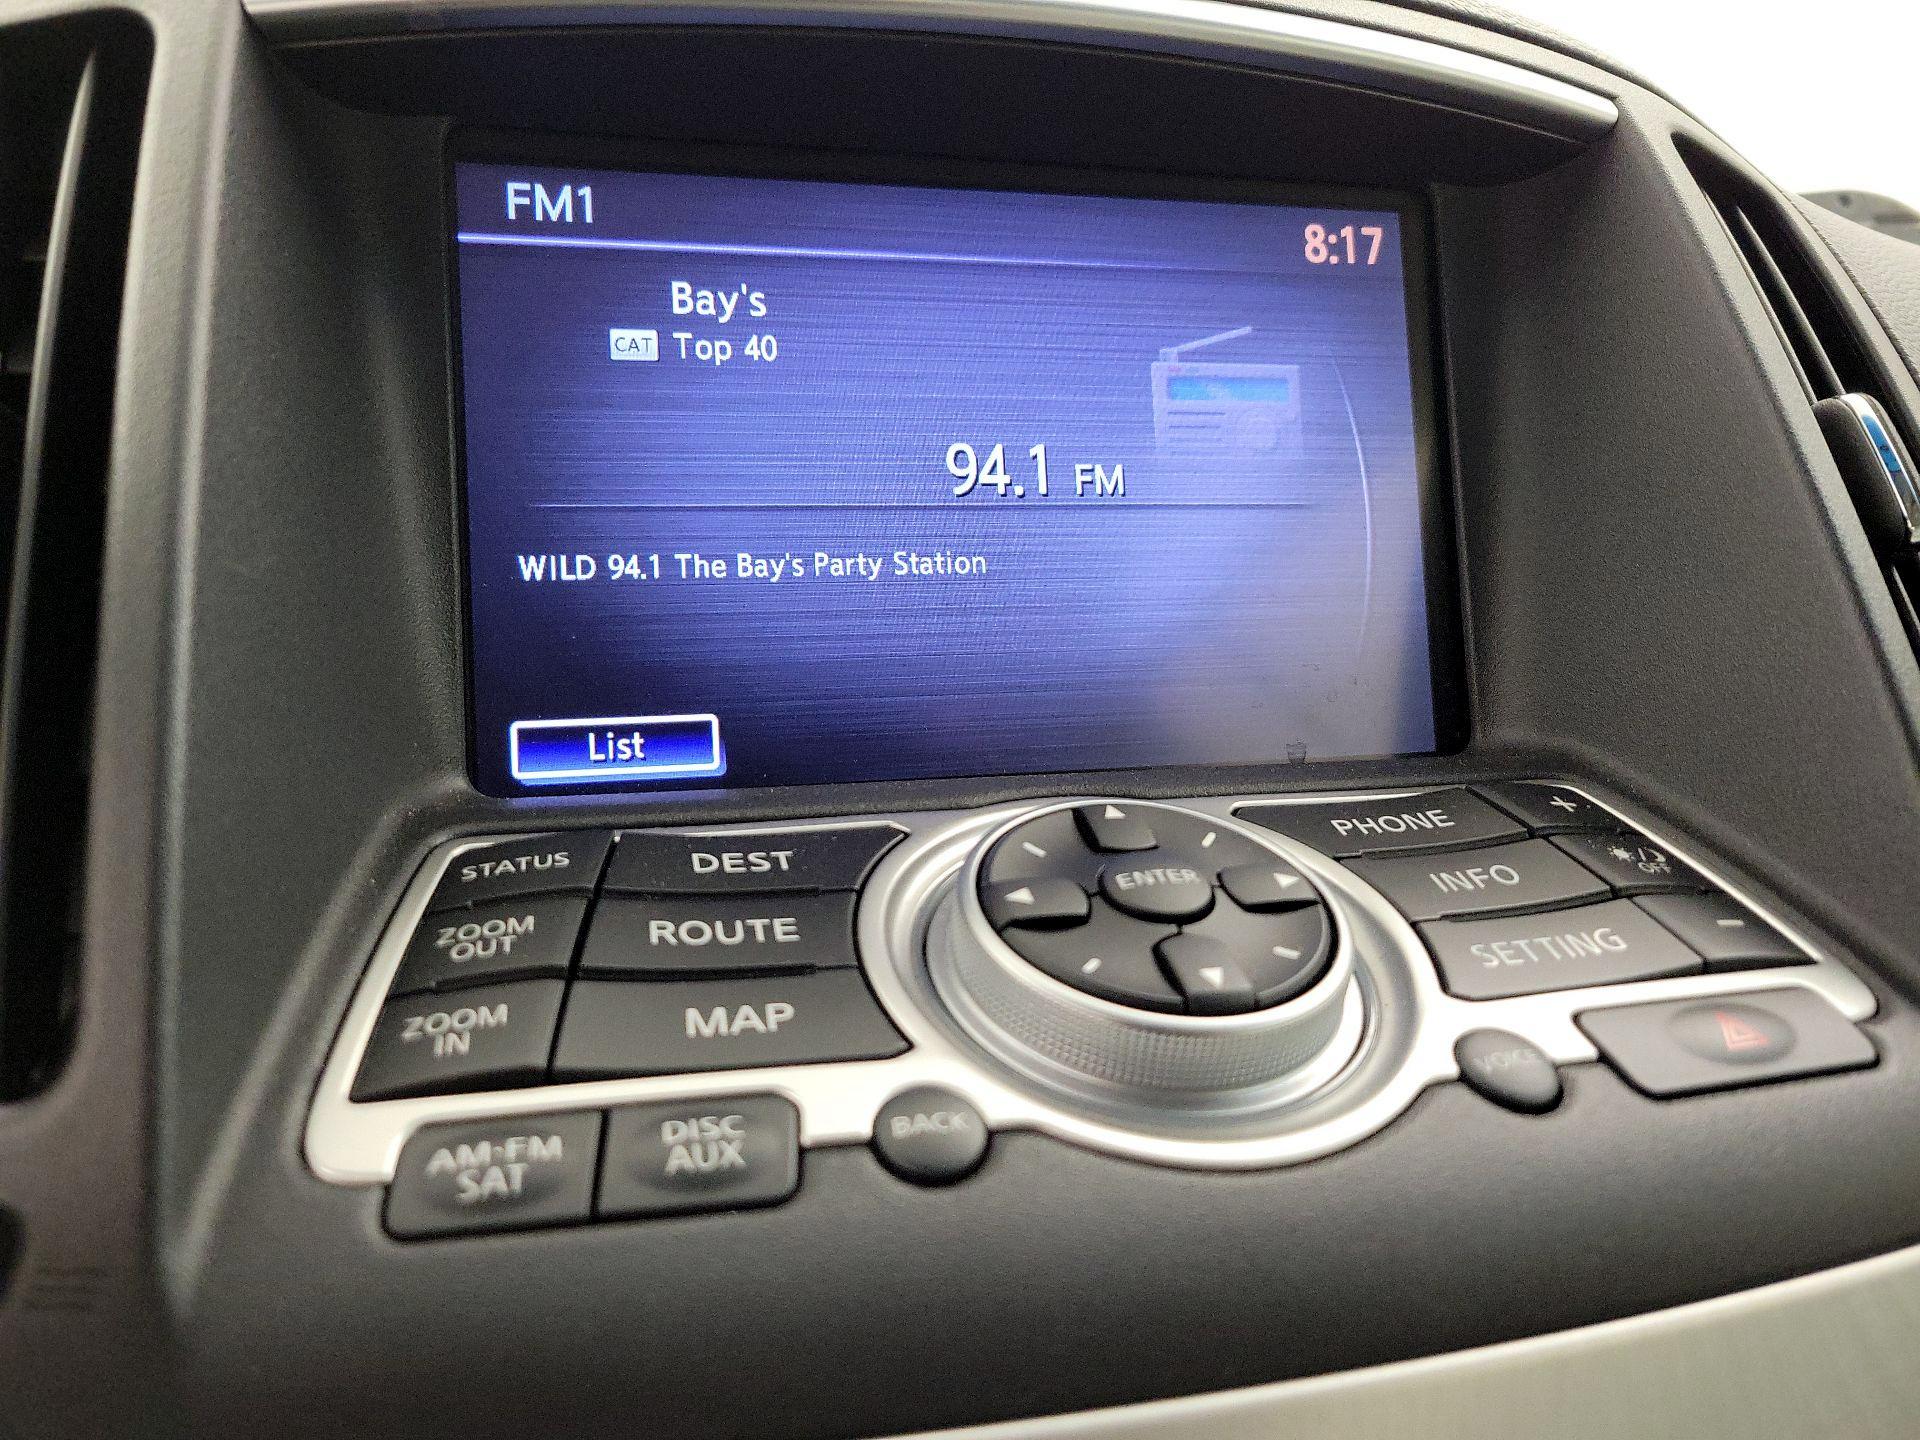 FM1
8:17
Bay's
CAT Top 40
94.1 FM
WILD 94.1 The Bay's Party Station
List
STATUS
DEST
ZOOM
OUT
ROUTE
ZOOM
IN
MAP
AM·FM
SAT
DISC
AUX
BACK
ENTER
PHONE
+
INFO
OFF
SETTING
-
VOICE